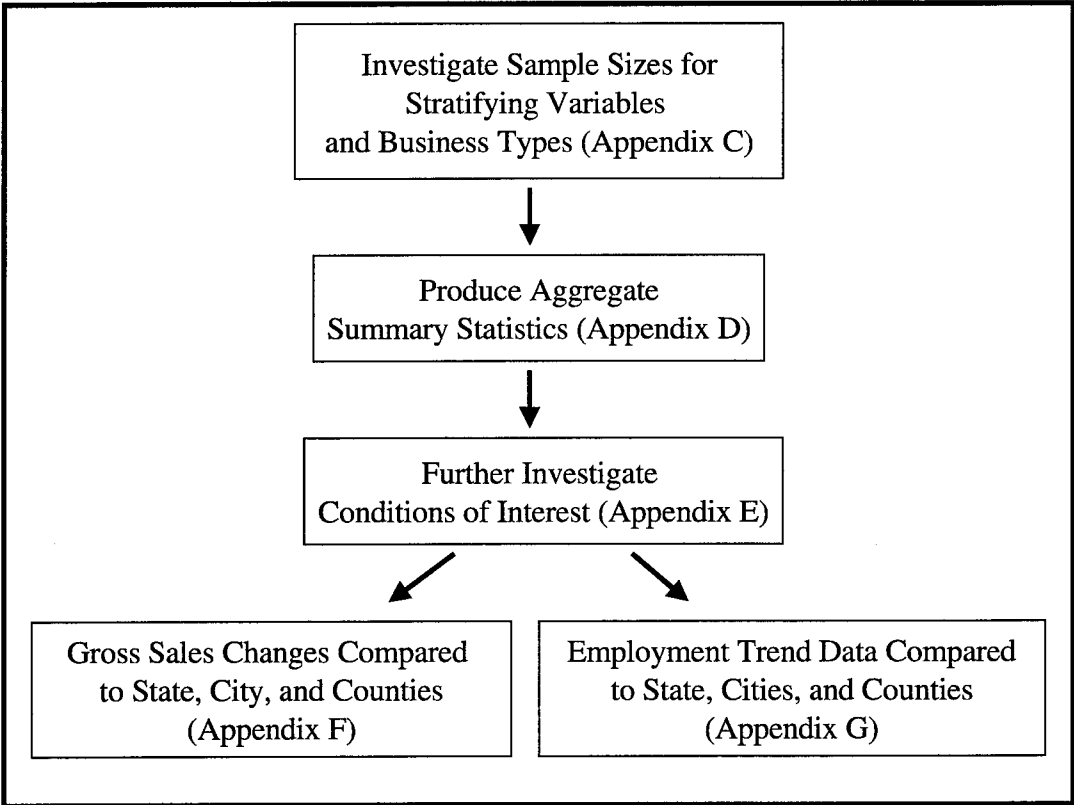 Investigate Sample Sizes for
Stratifying Variables
and Business Types (Appendix C)
Produce Aggregate
Summary Statistics (Appendix D)
Further Investigate
Conditions of Interest (Appendix E)
Gross Sales Changes Compared
to State, City, and Counties
(Appendix F)
Employment Trend Data Compared
to State, Cities, and Counties
(Appendix G)